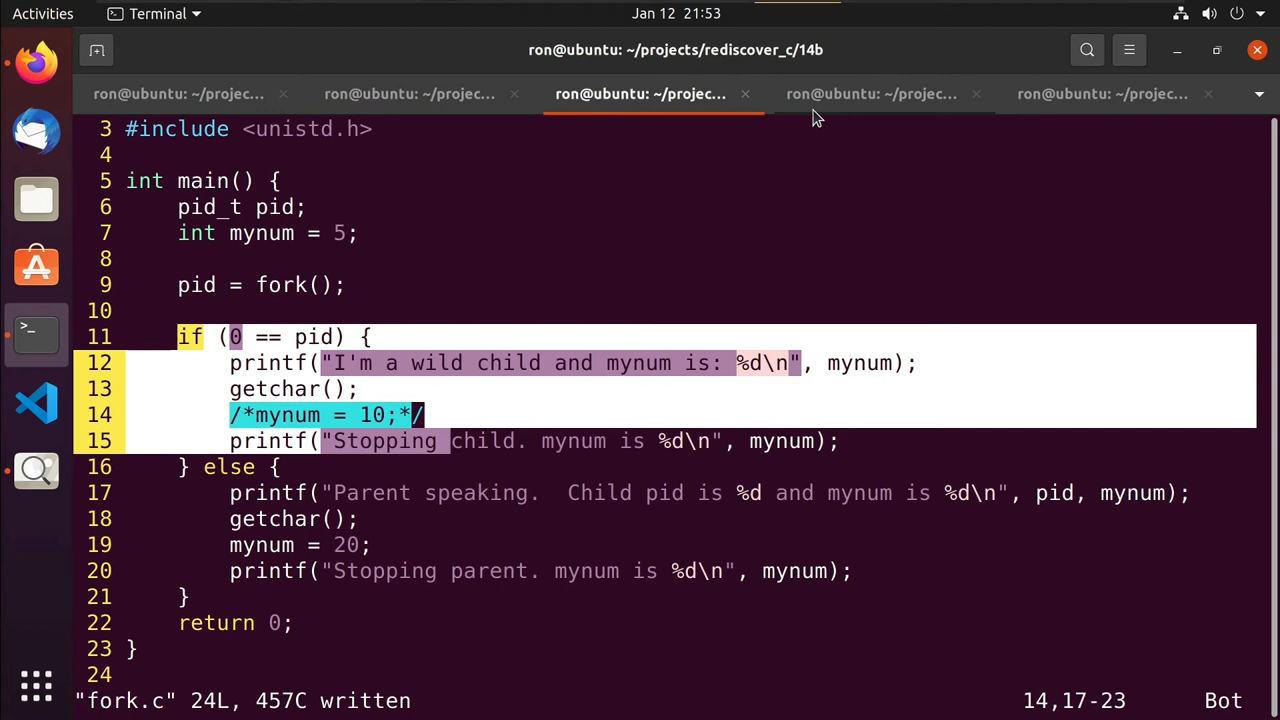 Activities Terminal Jan 12 21:53
ron@ubuntu: ~/projects/rediscover_c/14b
ron@ubuntu: ~/projec... ron@ubuntu: ~/projec... ron@ubuntu: ~/projec... ron@ubuntu: ~/projec... ron@ubuntu: ~/projec...
3 #include <unistd.h>
4
5 int main() {
6     pid_t pid;
7     int mynum = 5;
8
9     pid = fork();
10
11     if (0 == pid) {
12         printf("I'm a wild child and mynum is: %d\n", mynum);
13         getchar();
14         /*mynum = 10;*/
15         printf("Stopping child. mynum is %d\n", mynum);
16     } else {
17         printf("Parent speaking.  Child pid is %d and mynum is %d\n", pid, mynum);
18         getchar();
19         mynum = 20;
20         printf("Stopping parent. mynum is %d\n", mynum);
21     }
22     return 0;
23 }
24
"fork.c" 24L, 457C written 14,17-23 Bot